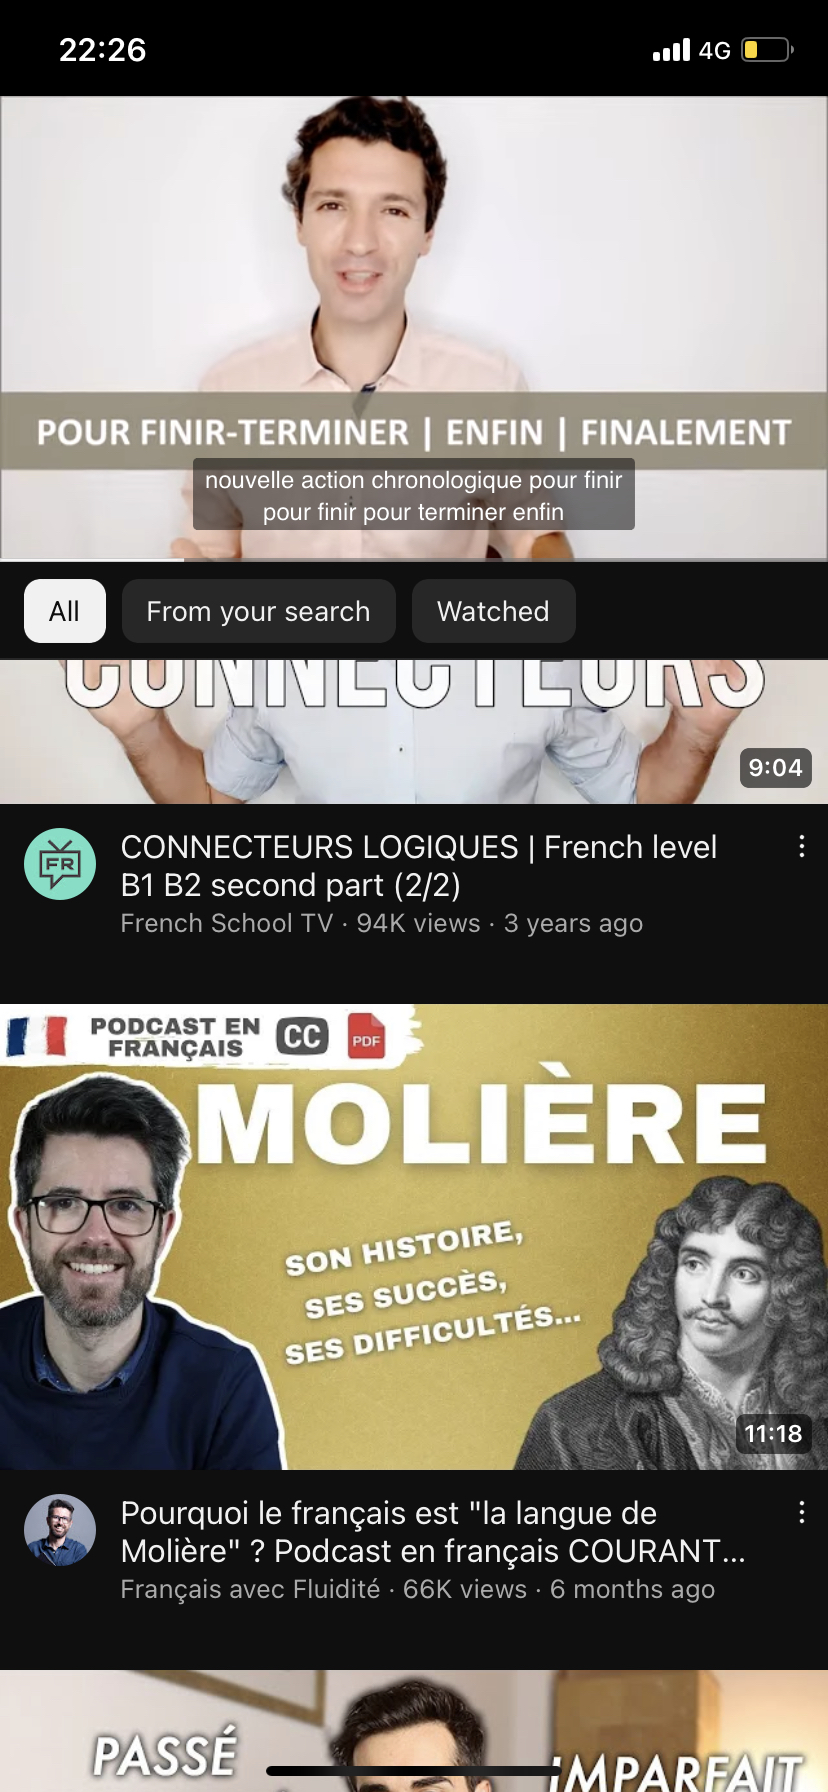 22:26
4G
POUR FINIR-TERMINER | ENFIN | FINALEMENT
nouvelle action chronologique pour finir
pour finir pour terminer enfin
All
From your search
Watched
CONNECTEURS
9:04
FR
CONNECTEURS LOGIQUES | French level
B1 B2 second part (2/2)
French School TV · 94K views · 3 years ago
PODCAST EN
FRANÇAIS
CC
PDF
MOLIÈRE
SON HISTOIRE,
SES SUCCÈS,
SES DIFFICULTÉS...
11:18
Pourquoi le français est "la langue de
Molière" ? Podcast en français COURANT...
Français avec Fluidité · 66K views · 6 months ago
PASSÉ
IMPARFAIT